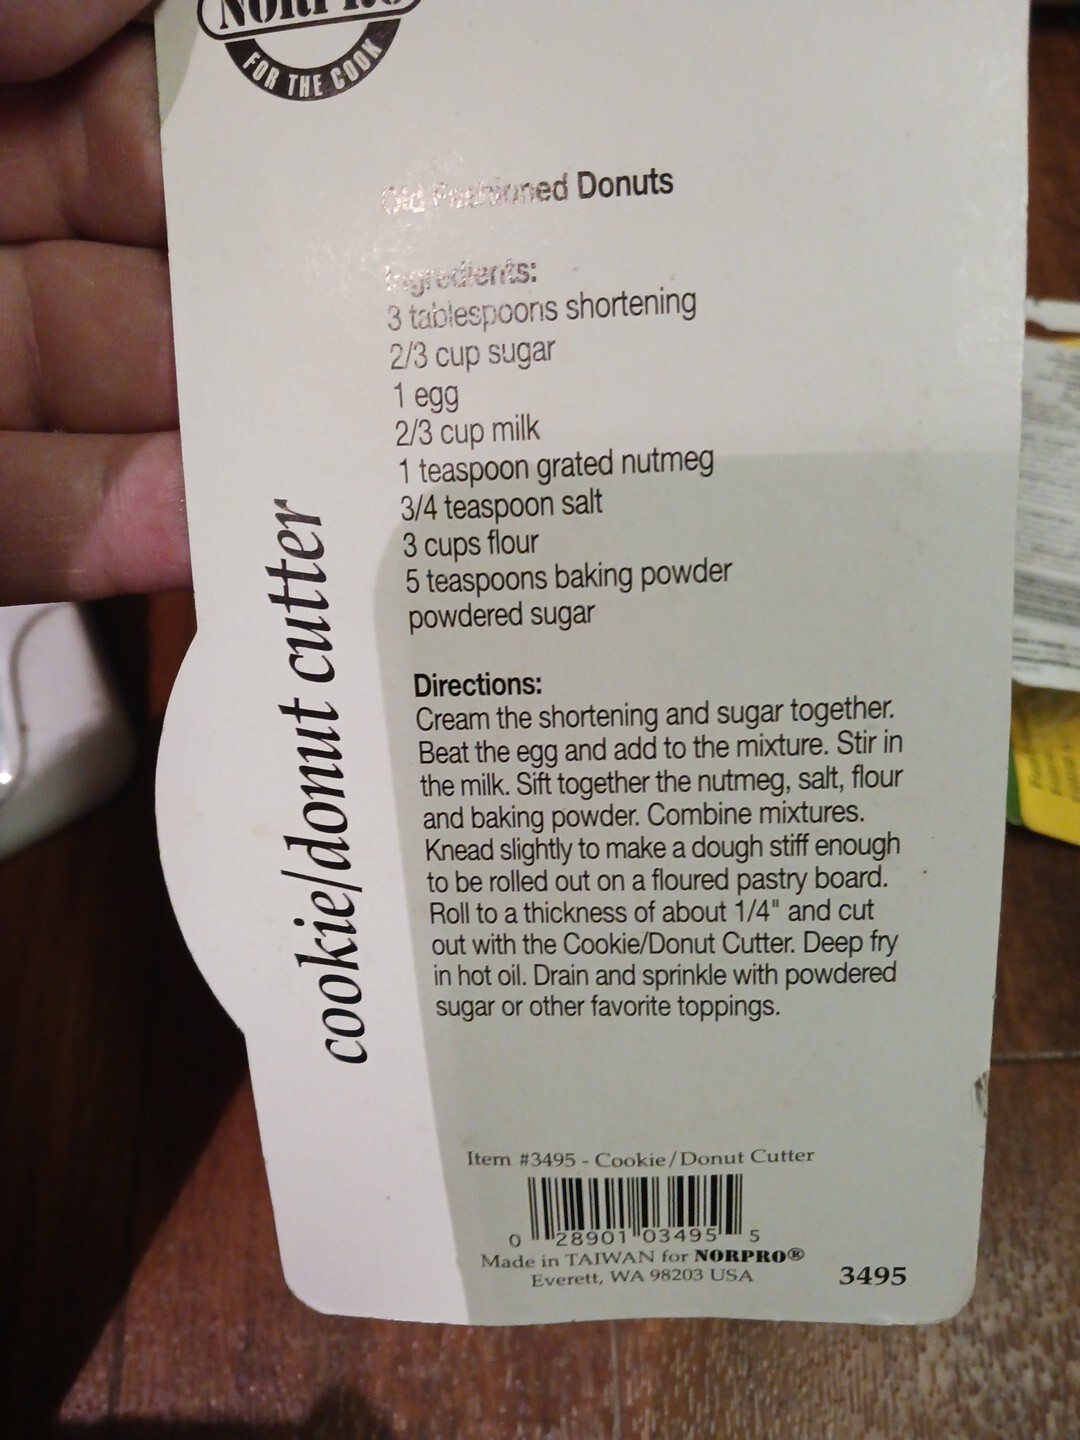 NORPRO
FOR THE COOK
Old Fashioned Donuts
Ingredients:
3 tablespoons shortening
2/3 cup sugar
1 egg
2/3 cup milk
1 teaspoon grated nutmeg
3/4 teaspoon salt
3 cups flour
5 teaspoons baking powder
powdered sugar
cookie/donut cutter
Directions:
Cream the shortening and sugar together.
Beat the egg and add to the mixture. Stir in
the milk. Sift together the nutmeg, salt, flour
and baking powder. Combine mixtures.
Knead slightly to make a dough stiff enough
to be rolled out on a floured pastry board.
Roll to a thickness of about 1/4" and cut
out with the Cookie/Donut Cutter. Deep fry
in hot oil. Drain and sprinkle with powdered
sugar or other favorite toppings.
Item #3495 - Cookie/Donut Cutter
0 28901 03495 5
Made in TAIWAN for NORPRO®
Everett, WA 98203 USA
3495